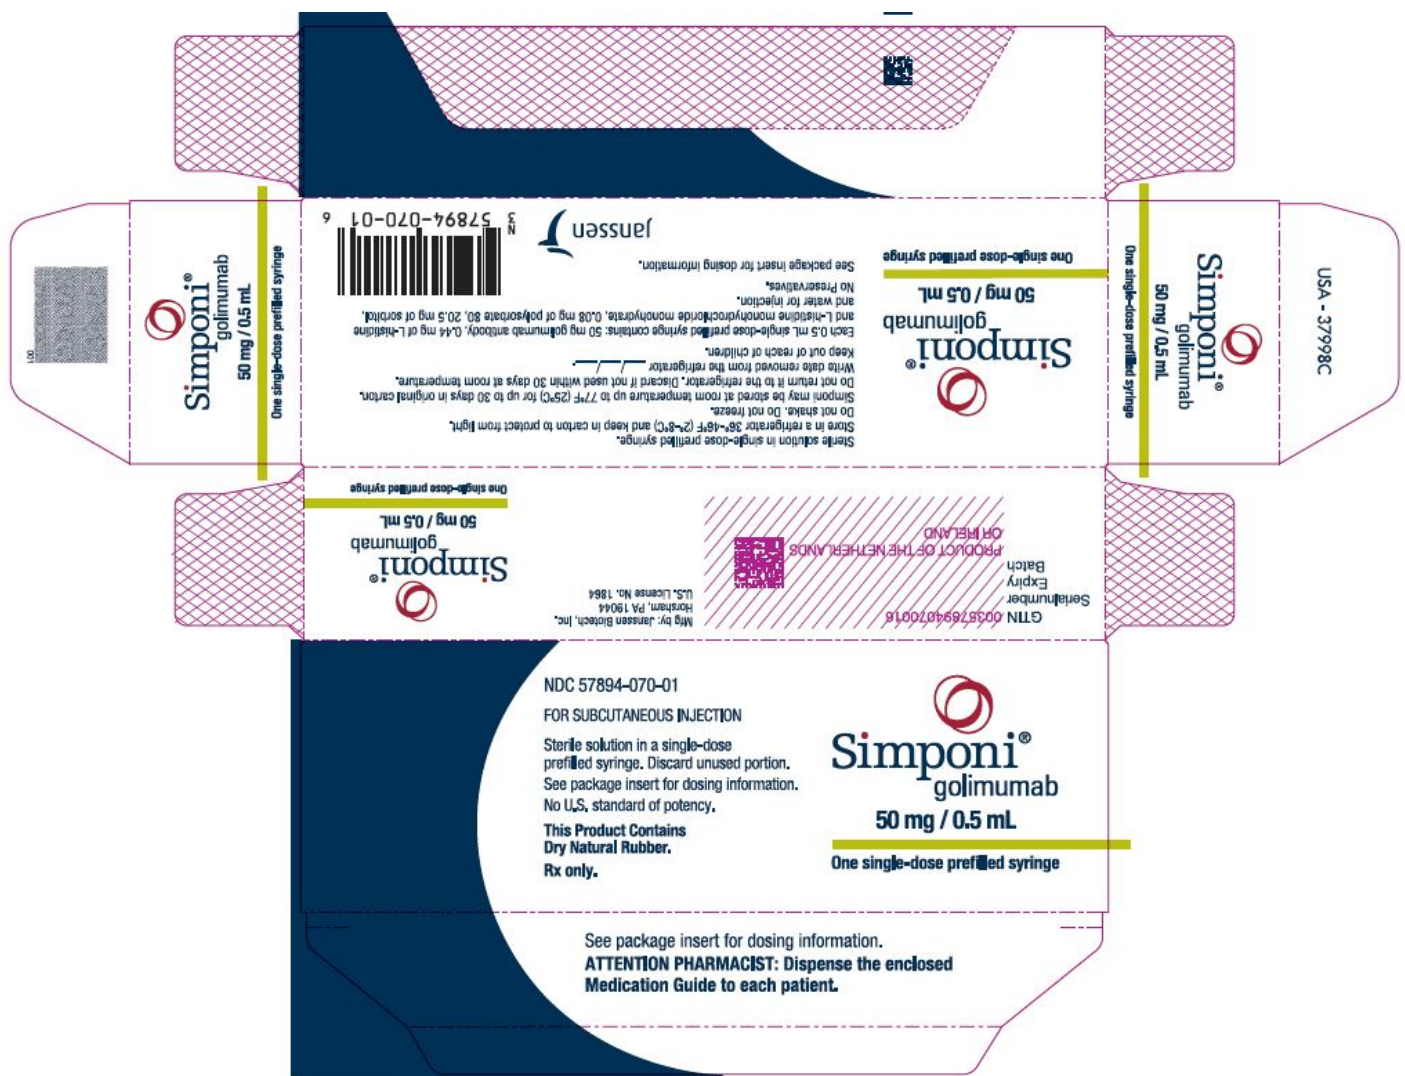 Simponi®
golimumab
50 mg / 0.5 mL
One single-dose prefilled syringe
001
Sterile solution in single-dose prefilled syringe.
Store in a refrigerator 36º-46ºF (2º-8ºC) and keep in carton to protect from light.
Do not shake. Do not freeze.
Simponi may be stored at room temperature up to 77ºF (25ºC) for up to 30 days in original carton.
Do not return it to the refrigerator. Discard if not used within 30 days at room temperature.
Write date removed from the refrigerator ___/___/___.
Keep out of reach of children.
Each 0.5 mL single-dose prefilled syringe contains: 50 mg golimumab antibody, 0.44 mg of L-histidine
and L-histidine monohydrochloride monohydrate, 0.08 mg of polysorbate 80, 20.5 mg of sorbitol,
and water for injection.
No Preservatives.
See package insert for dosing information.
janssen
N
3 57894-070-01 6
Simponi®
golimumab
50 mg / 0.5 mL
One single-dose prefilled syringe
Simponi®
golimumab
50 mg / 0.5 mL
One single-dose prefilled syringe
USA - 37998C
GTIN 00357894070016
Serialnumber
Expiry
Batch
PRODUCT OF THE NETHERLANDS
OR IRELAND
Mfg by: Janssen Biotech, Inc.
Horsham, PA 19044
U.S. License No. 1864
Simponi®
golimumab
50 mg / 0.5 mL
One single-dose prefilled syringe
NDC 57894-070-01
FOR SUBCUTANEOUS INJECTION
Sterile solution in a single-dose
prefilled syringe. Discard unused portion.
See package insert for dosing information.
No U.S. standard of potency.
This Product Contains
Dry Natural Rubber.
Rx only.
Simponi®
golimumab
50 mg / 0.5 mL
One single-dose prefilled syringe
See package insert for dosing information.
ATTENTION PHARMACIST: Dispense the enclosed
Medication Guide to each patient.